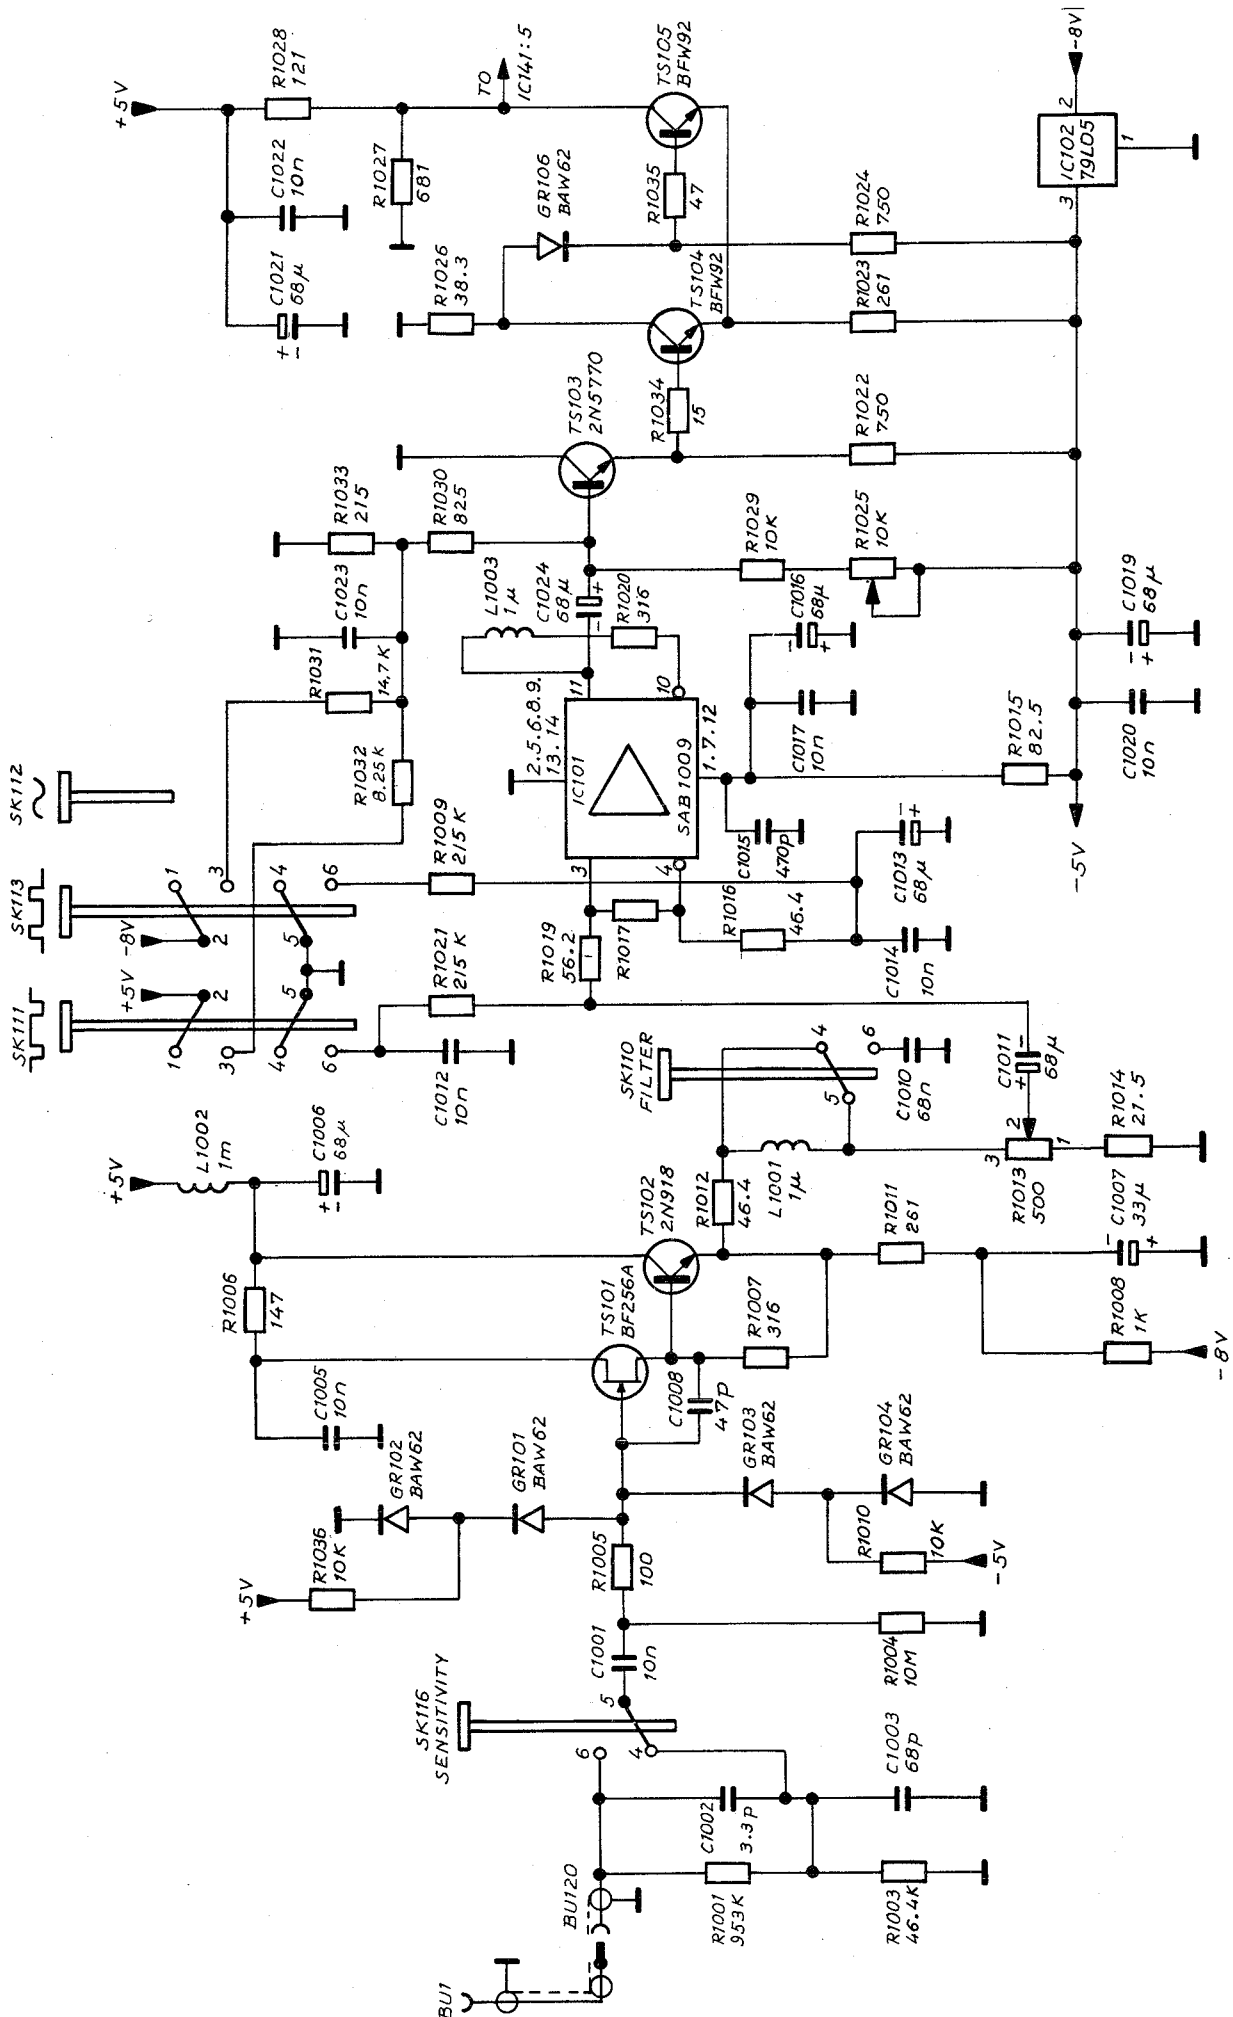 BU1
BU120
R1001
953K
C1002
3.3p
R1003
46.4K
C1003
68p
SK116
SENSITIVITY
6
4
5
C1001
10n
R1004
10M
R1005
100
+5V
R1036
10K
GR102
BAW62
GR101
BAW62
GR103
BAW62
GR104
BAW62
R1010
10K
-5V
C1005
10n
R1006
147
TS101
BF256A
C1008
47p
R1007
316
TS102
2N918
R1008
1K
-8V
C1007
33µ
-
+
R1011
261
+5V
L1002
1m
C1006
68µ
+
-
R1012
46.4
L1001
1µ
R1013
500
3
2
1
R1014
21.5
C1011
68µ
+
-
SK110
FILTER
4
5
6
C1010
68n
SK111
1
2
3
4
5
6
+5V
C1012
10n
R1021
215K
SK113
-8V
1
2
3
4
5
6
R1009
215K
SK112
R1032
8.25k
R1031
14,7K
C1023
10n
R1033
215
R1030
825
R1019
56.2
R1017
R1016
46.4
C1014
10n
C1013
68µ
-
+
C1015
470p
3
4
IC101
SAB1009
2.5.6.8.9.
13.14
1.7.12
11
10
L1003
1µ
C1024
68µ
-
+
R1020
316
C1017
10n
C1016
68µ
-
+
R1015
82.5
-5V
C1020
10n
C1019
68µ
-
+
R1029
10K
R1025
10K
TS103
2N5770
R1022
750
R1034
15
TS104
BFW92
R1023
261
R1024
750
R1026
38.3
GR106
BAW62
R1035
47
TS105
BFW92
C1021
68µ
+
-
C1022
10n
+5V
R1028
121
R1027
681
TO
IC141:5
IC102
79L05
3
2
1
-8V